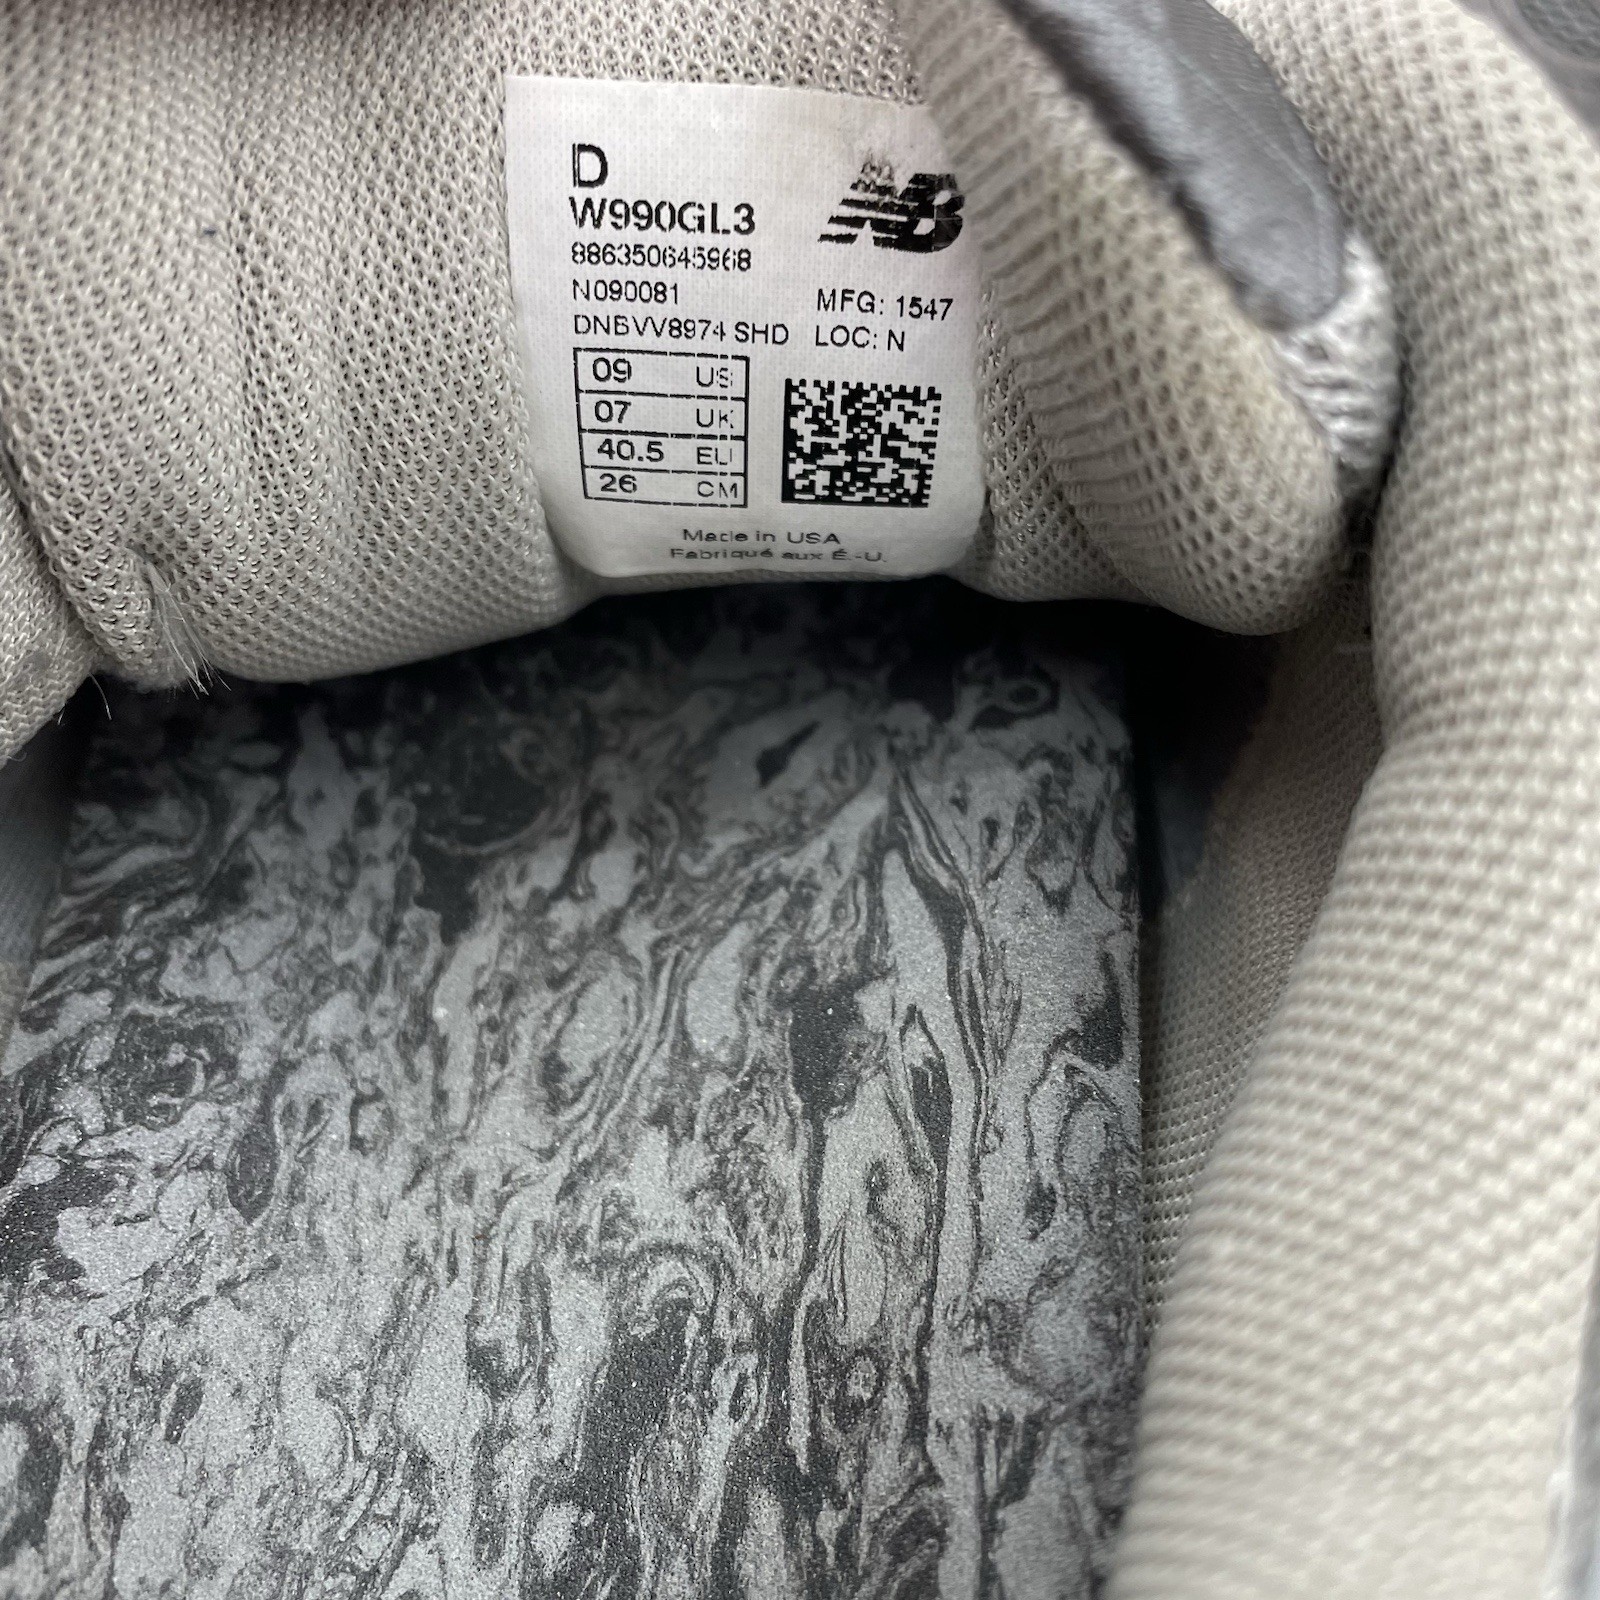 D
W990GL3
NB
886350645968
N090081
MFG: 1547
DNBVV8974 SHD LOC: N
09 US
07 UK
40.5 EU
26 CM
Made in USA
Fabriqué aux É.-U.